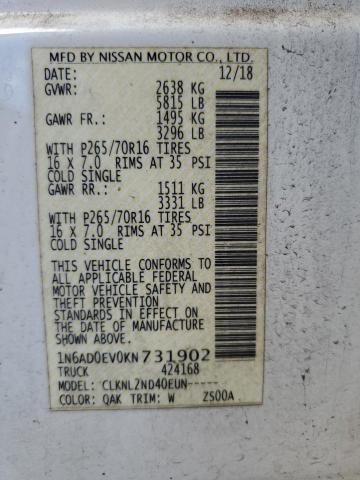 MFD BY NISSAN MOTOR CO., LTD.
DATE: 12/18
GVWR: 2638 KG
5815 LB
GAWR FR: 1495 KG
3296 LB
WITH P265/70R16 TIRES
16 X 7.0 RIMS AT 35 PSI
COLD SINGLE
GAWR RR: 1511 KG
3331 LB
WITH P265/70R16 TIRES
16 X 7.0 RIMS AT 35 PSI
COLD SINGLE
THIS VEHICLE CONFORMS TO
ALL APPLICABLE FEDERAL
MOTOR VEHICLE SAFETY AND
THEFT PREVENTION
STANDARDS IN EFFECT ON
THE DATE OF MANUFACTURE
SHOWN ABOVE.
1N6AD0EV0KN731902
TRUCK 424168
MODEL: CLKNLZND40EUN-----
COLOR: QAK TRIM: W ZS00A